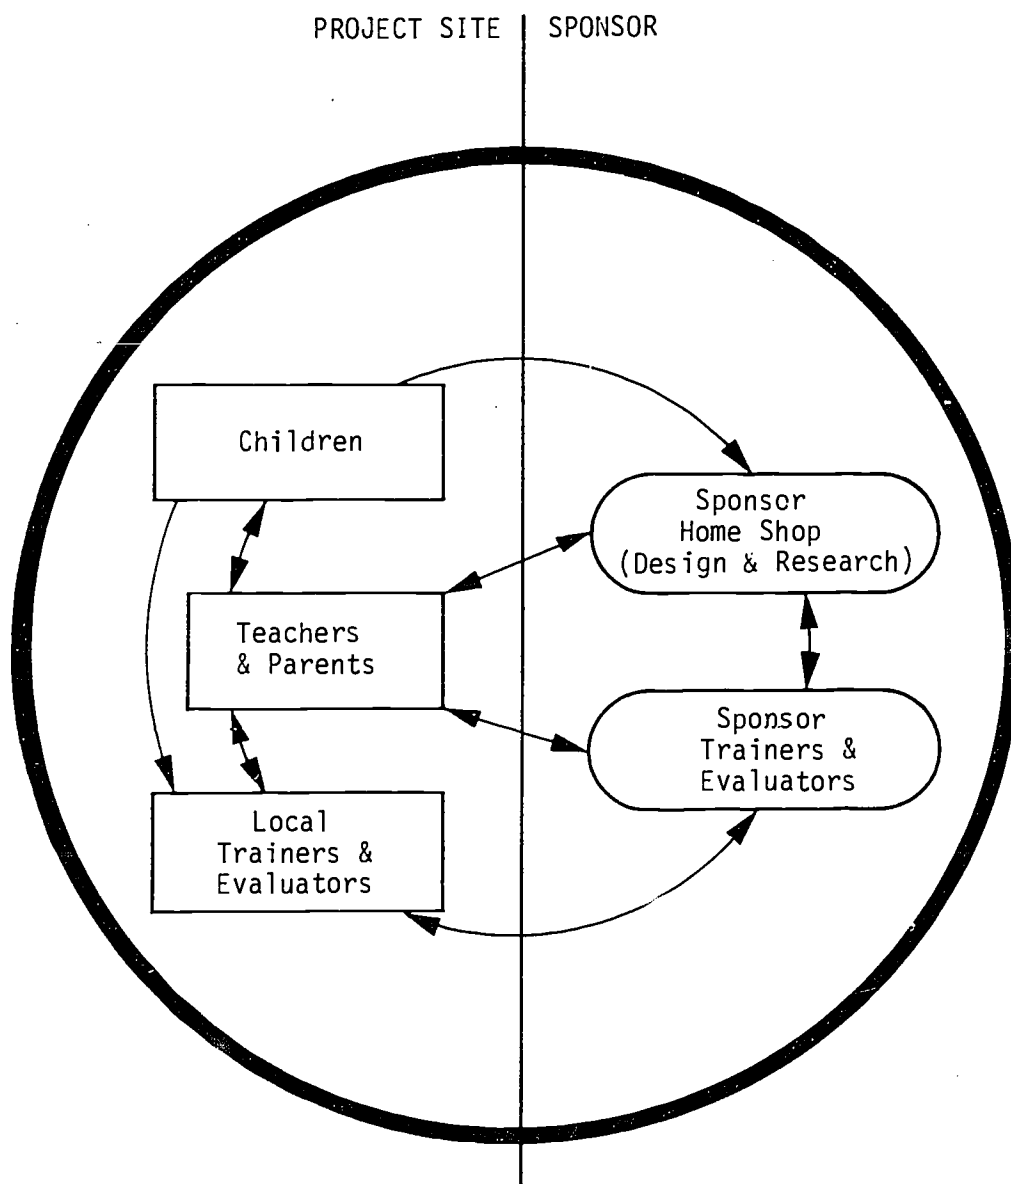 PROJECT SITE
SPONSOR
Children
Sponsor
Home Shop
(Design & Research)
Teachers
& Parents
Sponsor
Trainers &
Evaluators
Local
Trainers &
Evaluators